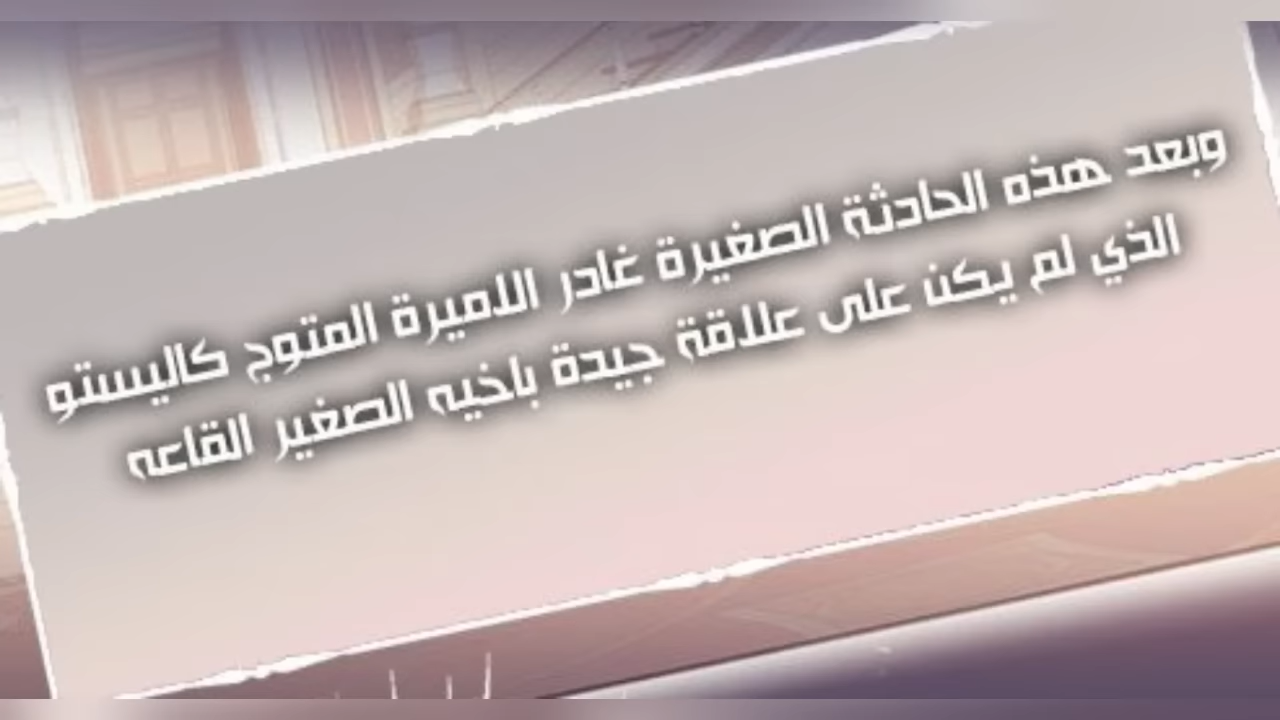 وبعد هذه الحادثة الصغيرة غادر الاميرة المتوج كاليستو
الذي لم يكن على علاقة جيدة باخيه الصغير القاعه